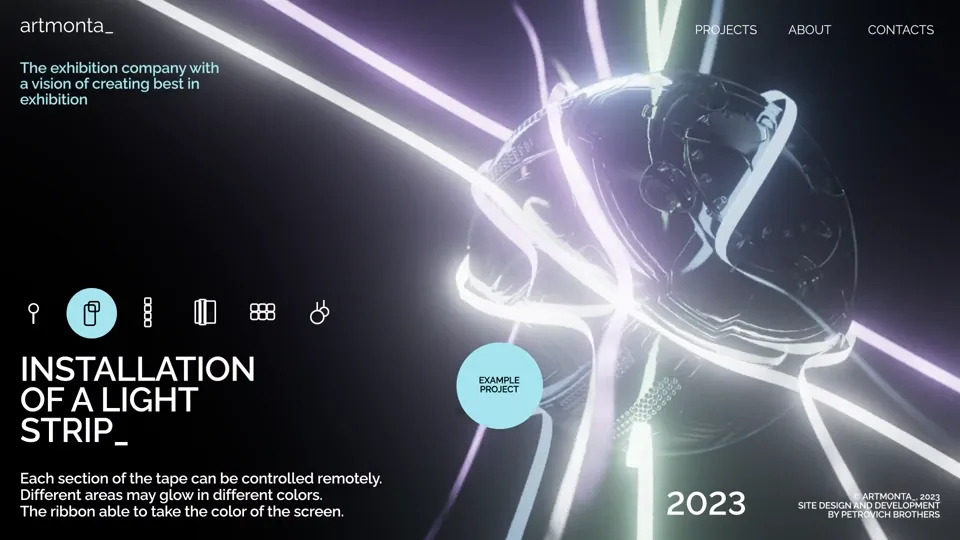 artmonta_
PROJECTS
ABOUT
CONTACTS
The exhibition company with
a vision of creating best in
exhibition
INSTALLATION
OF A LIGHT
STRIP_
EXAMPLE
PROJECT
Each section of the tape can be controlled remotely.
Different areas may glow in different colors.
The ribbon able to take the color of the screen.
2023
© ARTMONTA_, 2023
SITE DESIGN AND DEVELOPMENT
BY PETROVICH BROTHERS